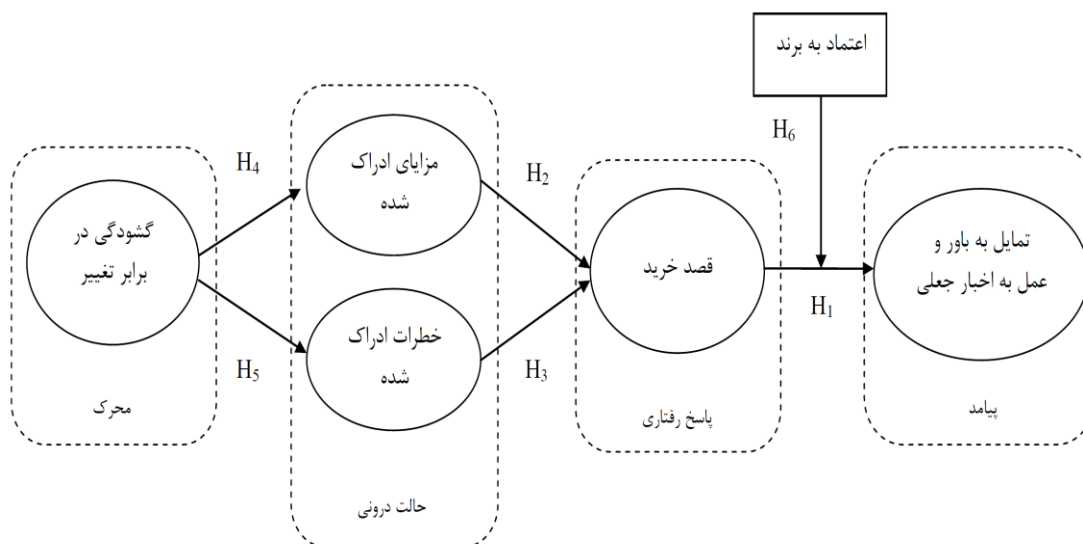 اعتماد به برند
H6
H4
H2
مزایای ادراک
شده
گشودگی در
برابر تغییر
قصد خرید
تمایل به باور و
عمل به اخبار جعلی
H1
خطرات ادراک
شده
H5
H3
محرک
پاسخ رفتاری
پیامد
حالت درونی